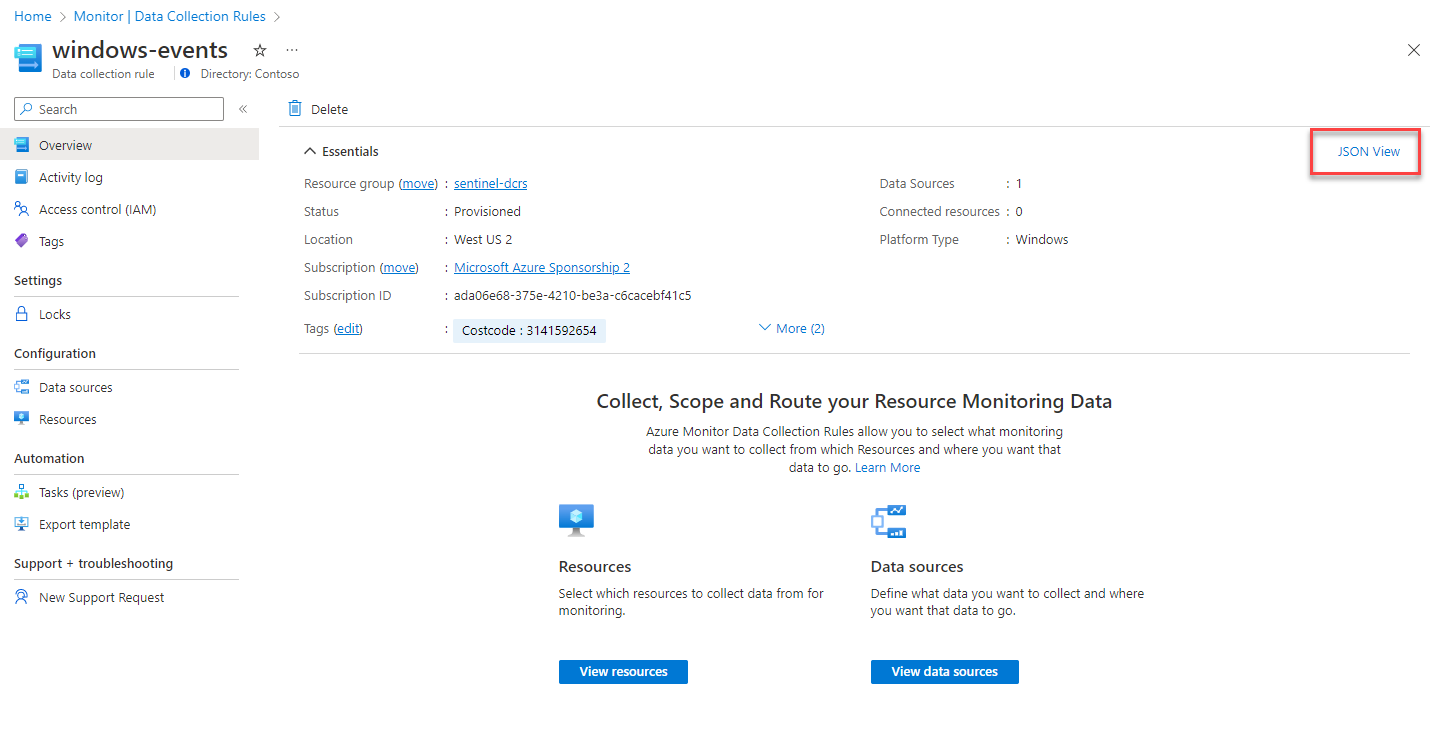 Home > Monitor | Data Collection Rules >
windows-events ...
Data collection rule
Directory: Contoso
Search
«
Overview
Activity log
Access control (IAM)
Tags
Settings
Locks
Configuration
Data sources
Resources
Automation
Tasks (preview)
Export template
Support + troubleshooting
New Support Request
Delete
Essentials
JSON View
Resource group (move) : sentinel-dcrs
Status : Provisioned
Location : West US 2
Subscription (move) : Microsoft Azure Sponsorship 2
Subscription ID : ada06e68-375e-4210-be3a-c6cacebf41c5
Tags (edit) : Costcode : 3141592654
More (2)
Data Sources : 1
Connected resources : 0
Platform Type : Windows
Collect, Scope and Route your Resource Monitoring Data
Azure Monitor Data Collection Rules allow you to select what monitoring
data you want to collect from which Resources and where you want that
data to go. Learn More
Resources
Select which resources to collect data from for
monitoring.
View resources
Data sources
Define what data you want to collect and where
you want that data to go.
View data sources